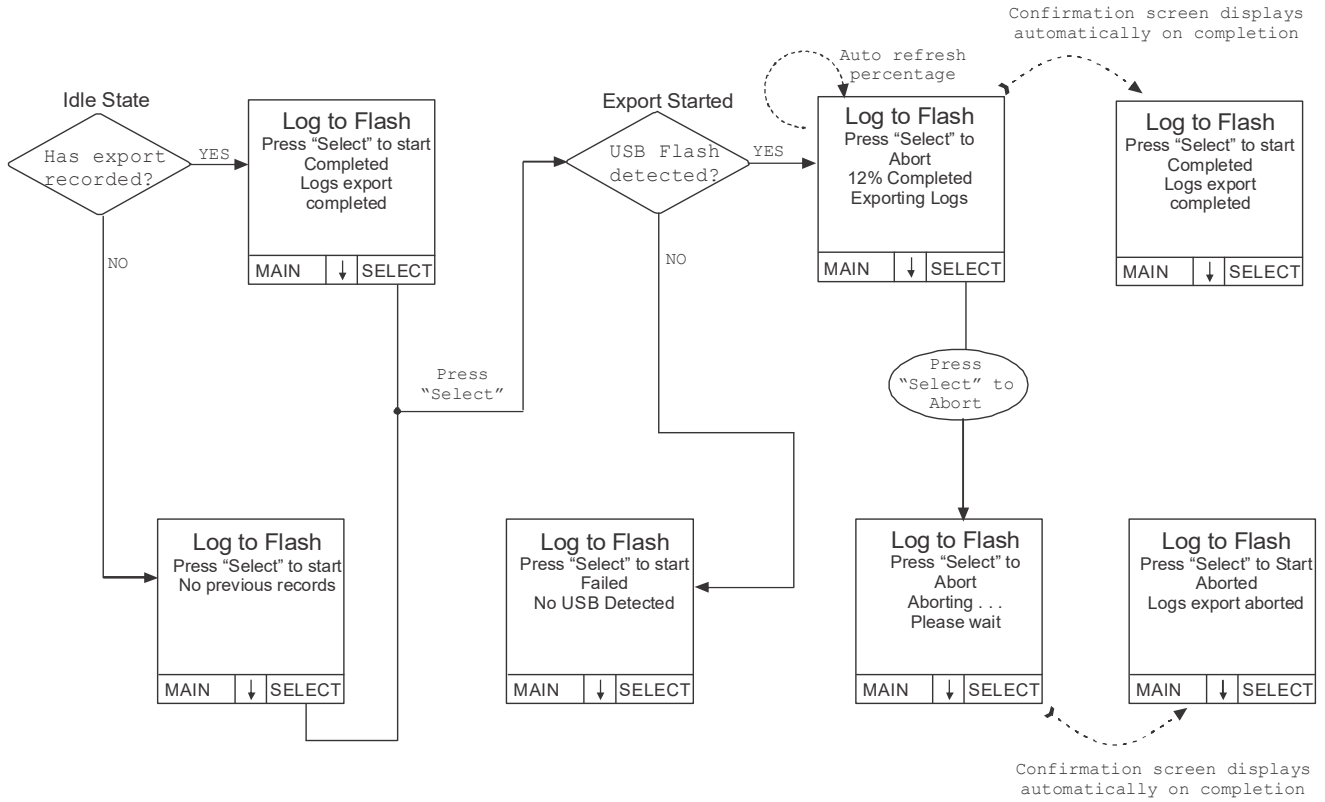 Confirmation screen displays
automatically on completion
Auto refresh
percentage
Idle State
Has export
recorded?
YES
NO
Log to Flash
Press “Select” to start
Completed
Logs export
completed
MAIN ↓ SELECT
Press
“Select”
Export Started
USB Flash
detected?
YES
NO
Log to Flash
Press “Select” to
Abort
12% Completed
Exporting Logs
MAIN ↓ SELECT
Log to Flash
Press “Select” to start
Completed
Logs export
completed
MAIN ↓ SELECT
Press
“Select” to
Abort
Log to Flash
Press “Select” to start
No previous records
MAIN ↓ SELECT
Log to Flash
Press “Select” to start
Failed
No USB Detected
MAIN ↓ SELECT
Log to Flash
Press “Select” to
Abort
Aborting . . .
Please wait
MAIN ↓ SELECT
Log to Flash
Press “Select” to Start
Aborted
Logs export aborted
MAIN ↓ SELECT
Confirmation screen displays
automatically on completion